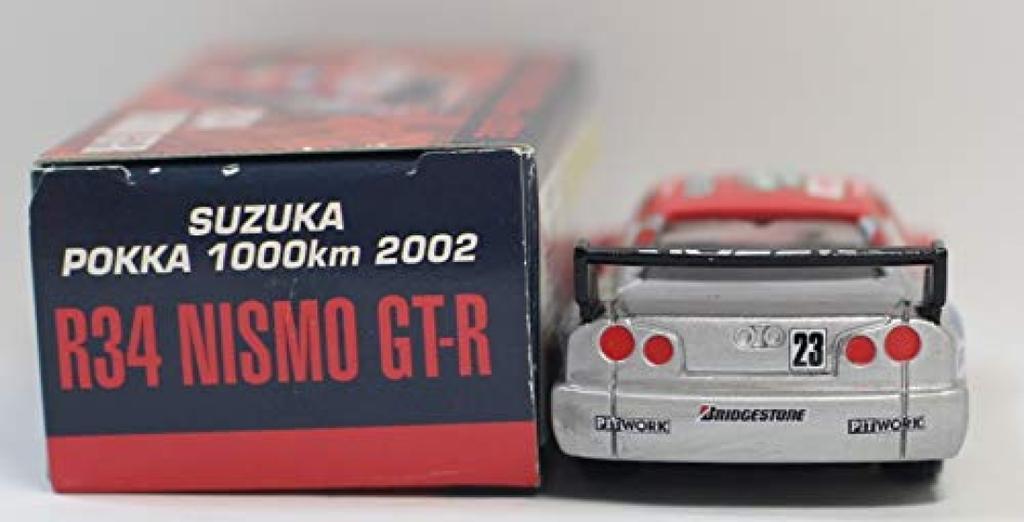 SUZUKA
POKKA 1000km 2002
R34 NISMO GT-R
23
BRIDGESTONE
PITWORK
PITWORK